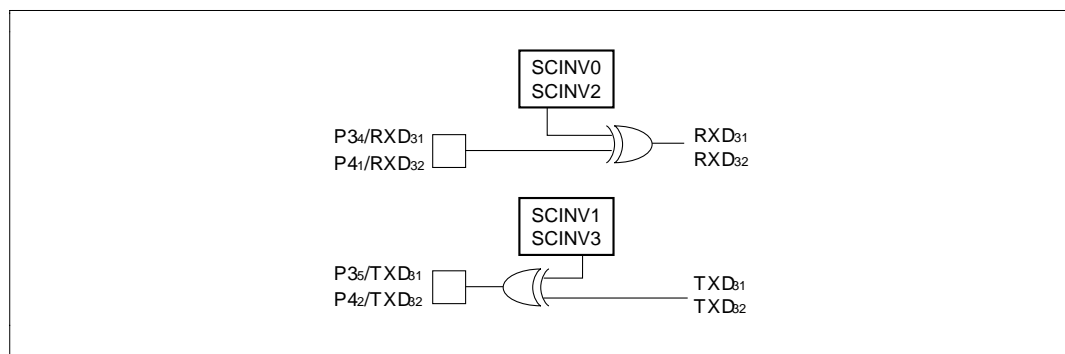 SCINV0
SCINV2
P3₄/RXD₃₁
P4₁/RXD₃₂
RXD₃₁
RXD₃₂
SCINV1
SCINV3
P3₅/TXD₃₁
P4₂/TXD₃₂
TXD₃₁
TXD₃₂